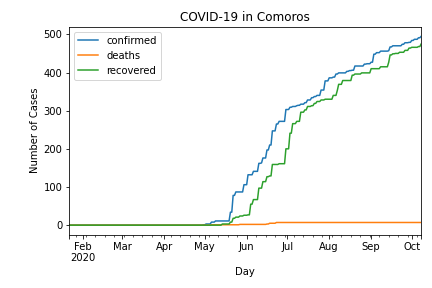 COVID-19 in Comoros
confirmed
deaths
recovered
Number of Cases
500
400
300
200
100
0
Feb Mar Apr May Jun Jul Aug Sep Oct
2020
Day